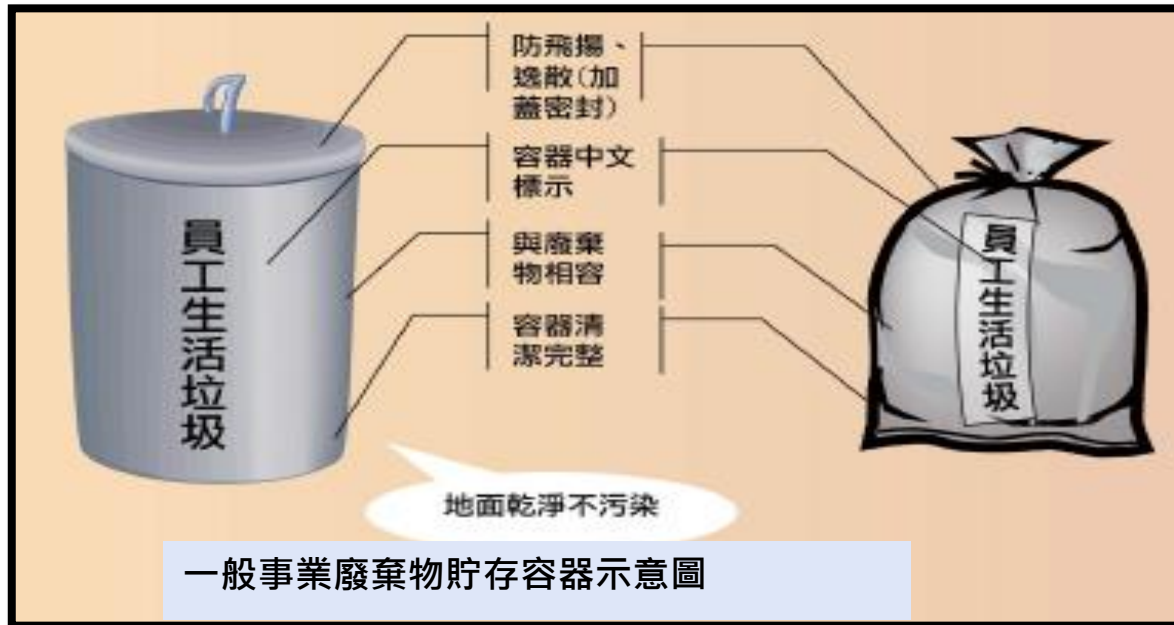 防飛揚、
逸散(加
蓋密封)
容器中文
標示
與廢棄
物相容
容器清
潔完整
員工生活垃圾
員工生活垃圾
地面乾淨不污染
一般事業廢棄物貯存容器示意圖